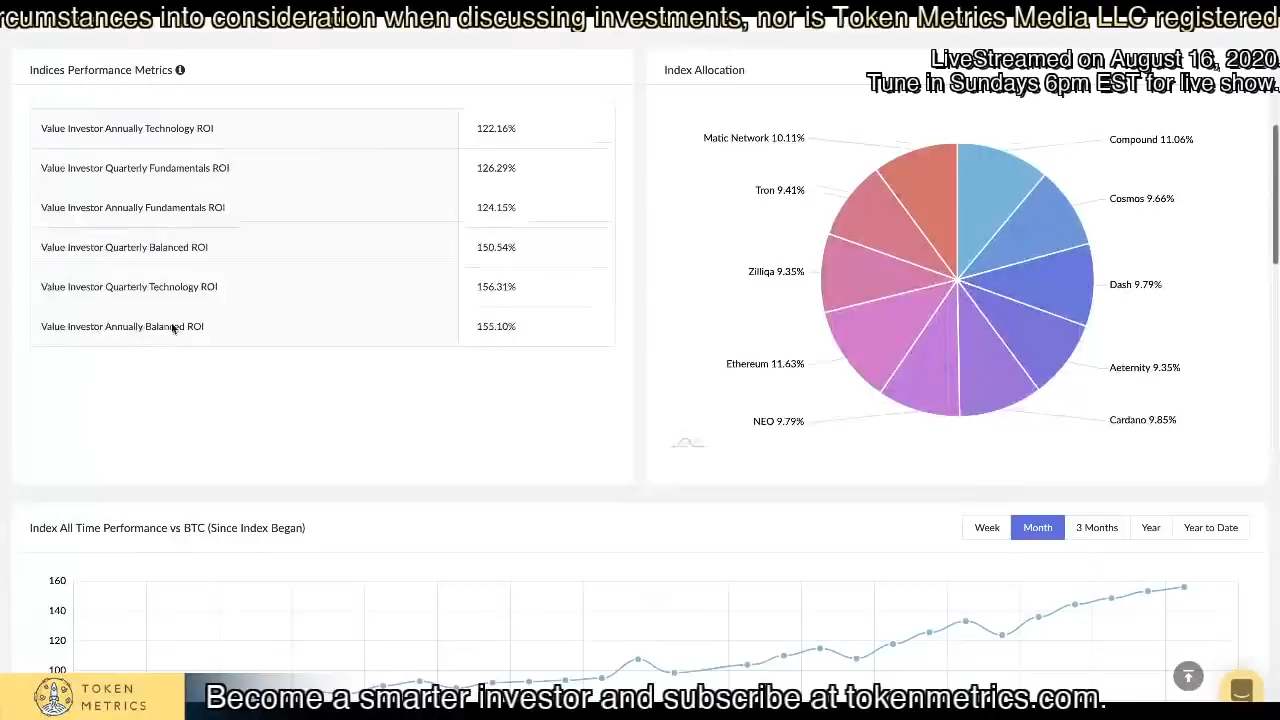 rcumstances into consideration when discussing investments, nor is Token Metrics Media LLC registered
LiveStreamed on August 16, 2020.
Tune in Sundays 6pm EST for live show.
Indices Performance Metrics
Value Investor Annually Technology ROI 122.16%
Value Investor Quarterly Fundamentals ROI 126.29%
Value Investor Annually Fundamentals ROI 124.15%
Value Investor Quarterly Balanced ROI 150.54%
Value Investor Quarterly Technology ROI 156.31%
Value Investor Annually Balanced ROI 155.10%
Index Allocation
Matic Network 10.11%
Compound 11.06%
Tron 9.41%
Cosmos 9.66%
Zilliqa 9.35%
Dash 9.79%
Ethereum 11.63%
Aeternity 9.35%
NEO 9.79%
Cardano 9.85%
Index All Time Performance vs BTC (Since Index Began)
Week Month 3 Months Year Year to Date
160
140
120
100
TOKEN
METRICS
Become a smarter investor and subscribe at tokenmetrics.com.